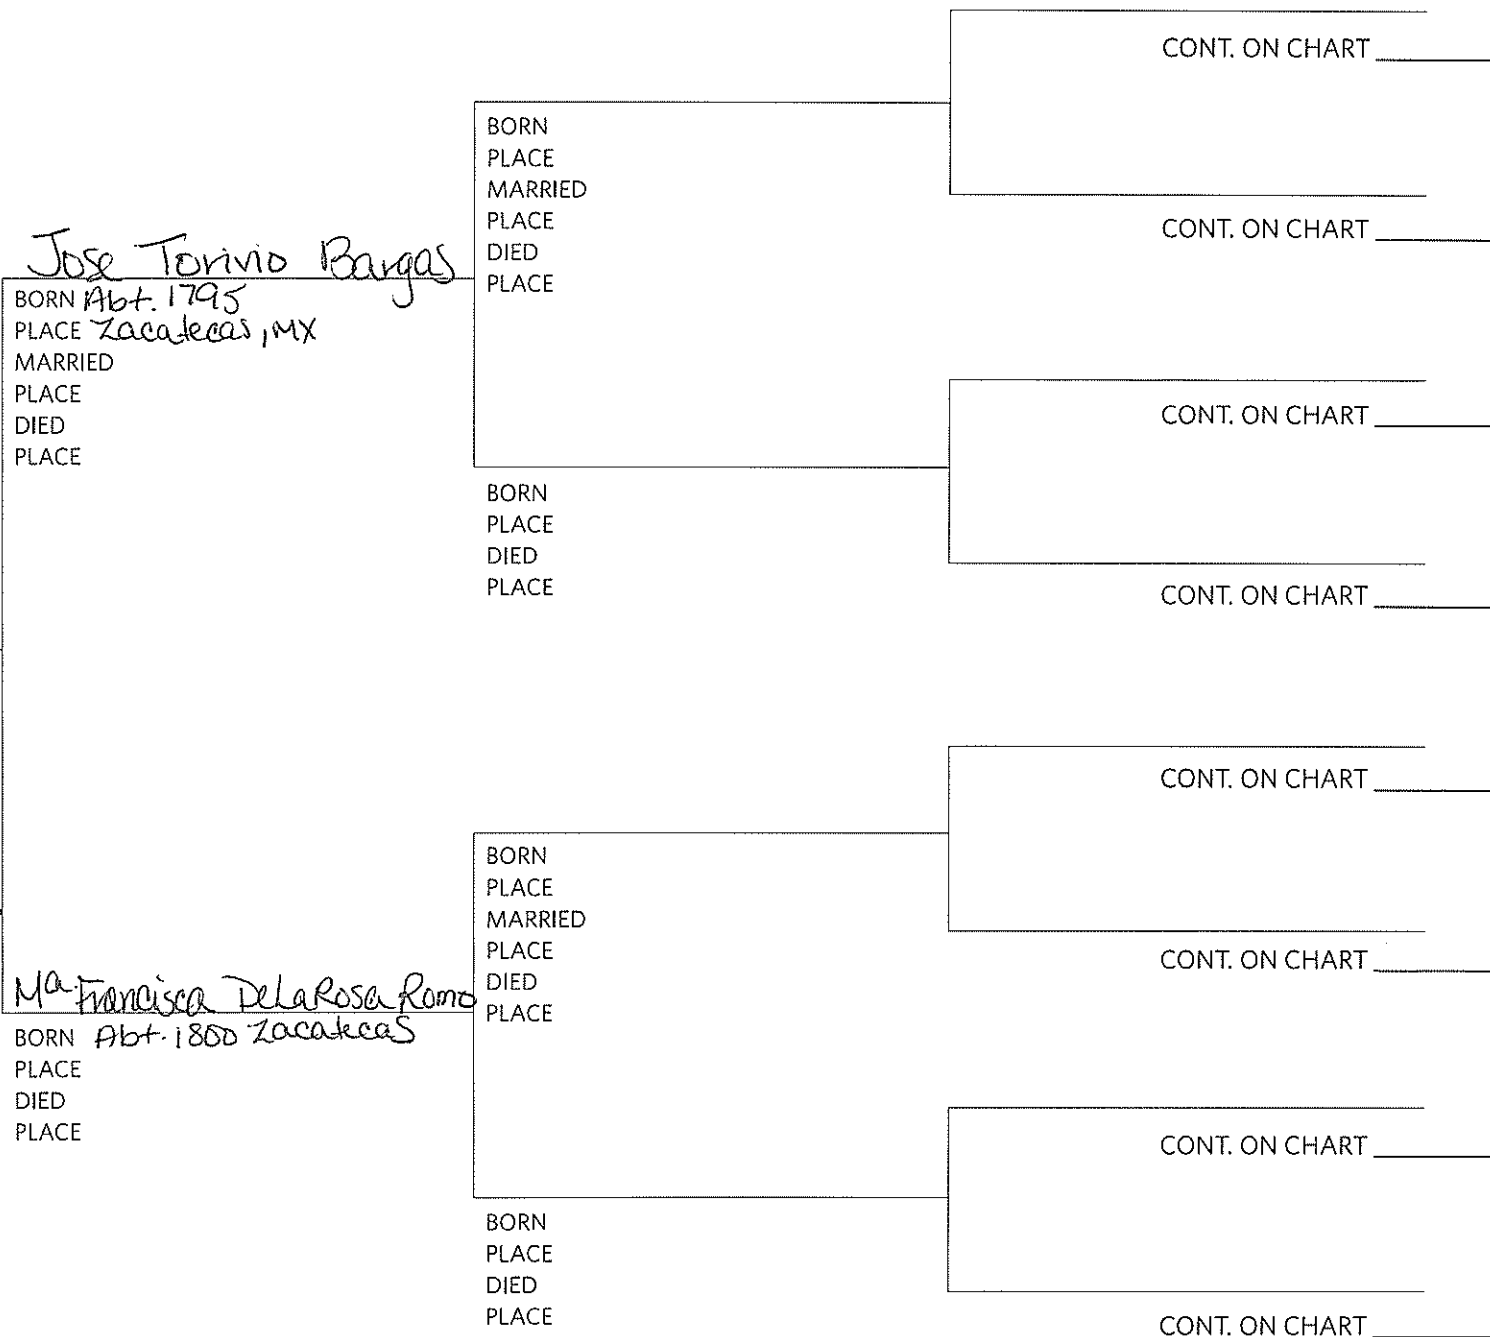 CONT. ON CHART
BORN
PLACE
MARRIED
PLACE
DIED
PLACE
CONT. ON CHART
Jose Torivio Bargas
BORN Abt. 1795
PLACE Zacatecas, MX
MARRIED
PLACE
DIED
PLACE
CONT. ON CHART
BORN
PLACE
DIED
PLACE
CONT. ON CHART
CONT. ON CHART
BORN
PLACE
MARRIED
PLACE
DIED
PLACE
CONT. ON CHART
Ma. Francisca DeLaRosa Romo
BORN Abt. 1800 Zacatecas
PLACE
DIED
PLACE
CONT. ON CHART
BORN
PLACE
DIED
PLACE
CONT. ON CHART